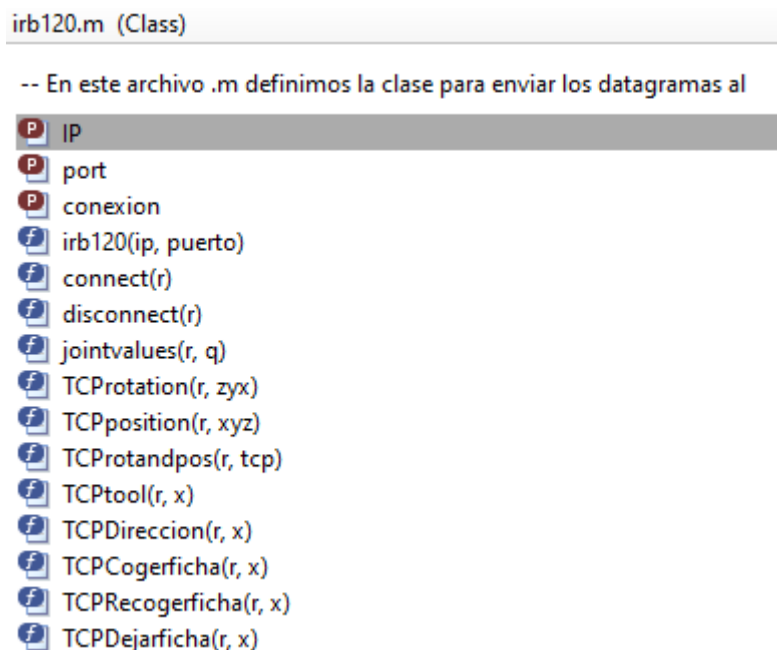 irb120.m (Class)
-- En este archivo .m definimos la clase para enviar los datagramas al
P IP
P port
P conexion
f irb120(ip, puerto)
f connect(r)
f disconnect(r)
f jointvalues(r, q)
f TCProtation(r, zyx)
f TCPposition(r, xyz)
f TCProtandpos(r, tcp)
f TCPtool(r, x)
f TCPDireccion(r, x)
f TCPCogerficha(r, x)
f TCPRecogerficha(r, x)
f TCPDejarficha(r, x)